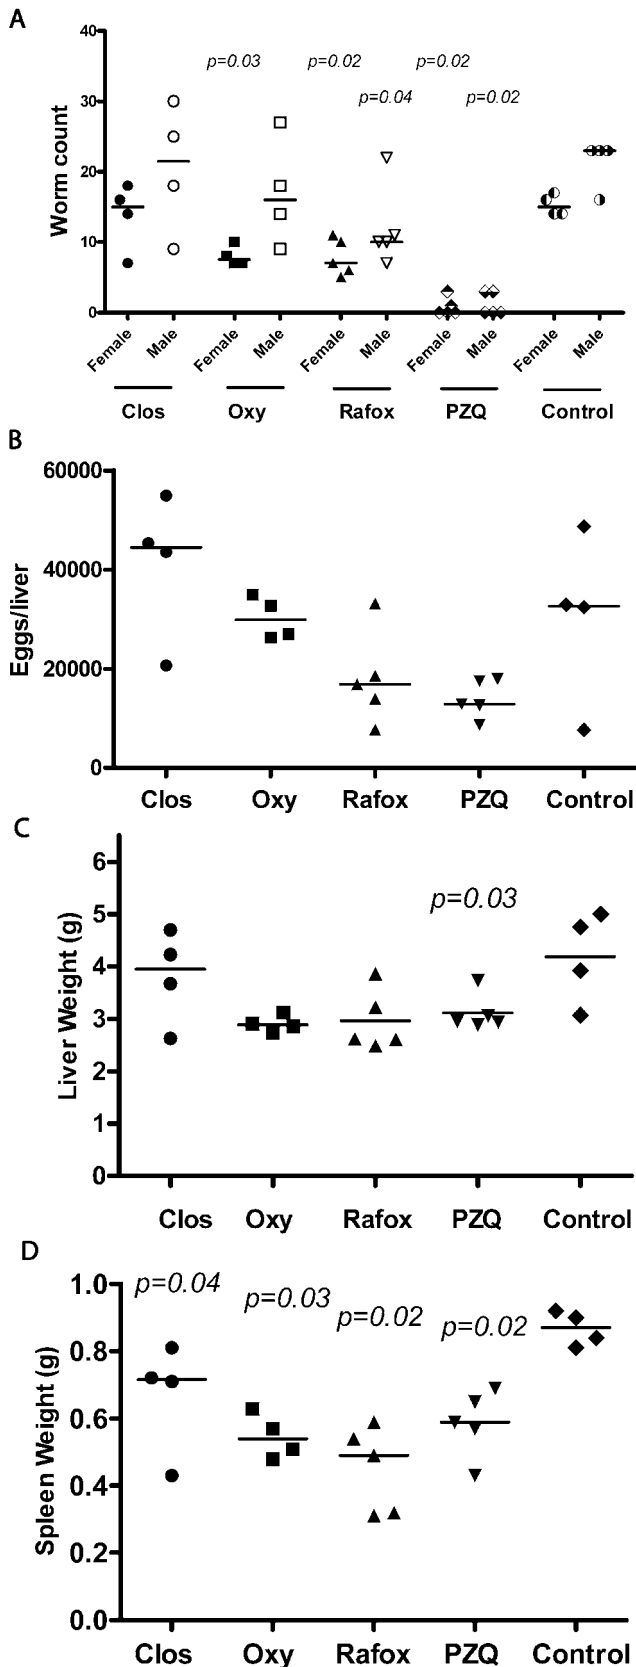 A
40
30
20
10
0
Worm count
p=0.03 p=0.02 p=0.02
p=0.04 p=0.02
Female Male Female Male Female Male Female Male Female Male
Clos Oxy Rafox PZQ Control
B
60000
40000
20000
0
Eggs/liver
Clos Oxy Rafox PZQ Control
C
6
5
4
3
2
1
0
Liver Weight (g)
p=0.03
Clos Oxy Rafox PZQ Control
D
1.0
0.8
0.6
0.4
0.2
0.0
Spleen Weight (g)
p=0.04 p=0.03 p=0.02 p=0.02
Clos Oxy Rafox PZQ Control